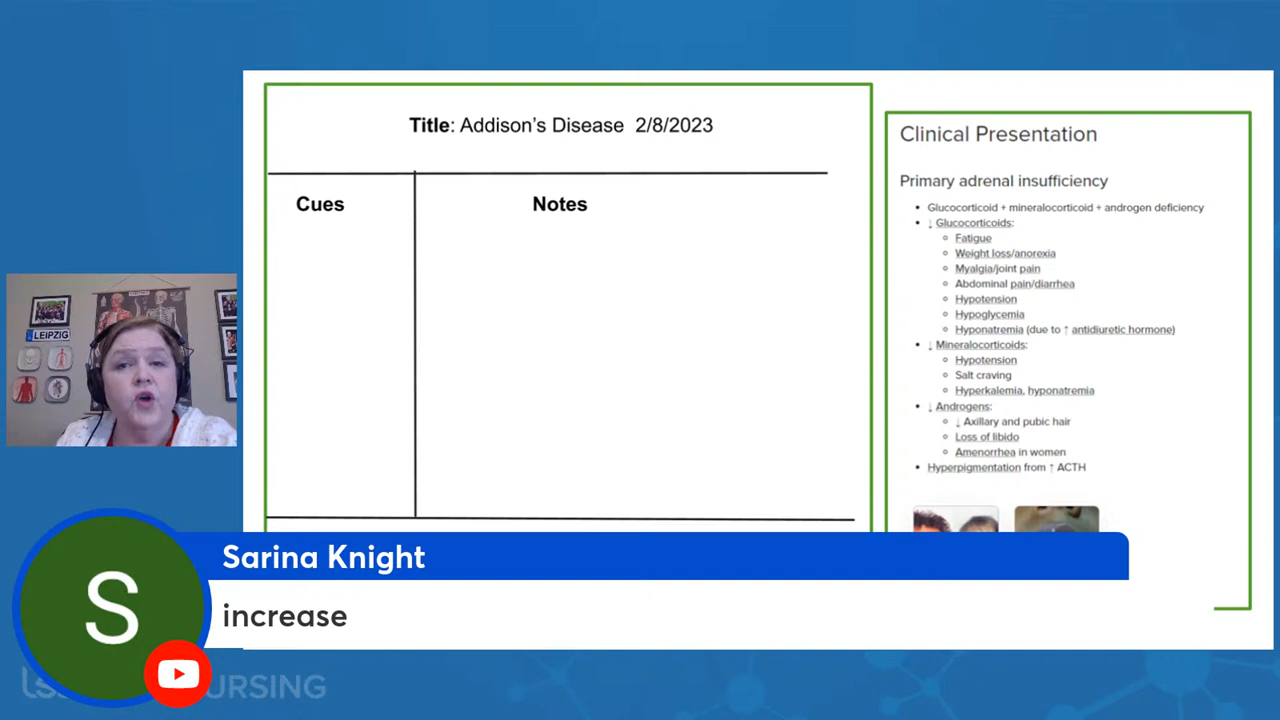 Title: Addison's Disease 2/8/2023
Cues
Notes
Clinical Presentation
Primary adrenal insufficiency
• Glucocorticoid + mineralocorticoid + androgen deficiency
• ↓ Glucocorticoids:
○ Fatigue
○ Weight loss/anorexia
○ Myalgia/joint pain
○ Abdominal pain/diarrhea
○ Hypotension
○ Hypoglycemia
○ Hyponatremia (due to ↑ antidiuretic hormone)
• ↓ Mineralocorticoids:
○ Hypotension
○ Salt craving
○ Hyperkalemia, hyponatremia
• ↓ Androgens:
○ ↓ Axillary and pubic hair
○ Loss of libido
○ Amenorrhea in women
• Hyperpigmentation from ↑ ACTH
LEIPZIG
S
Sarina Knight
increase
URSING